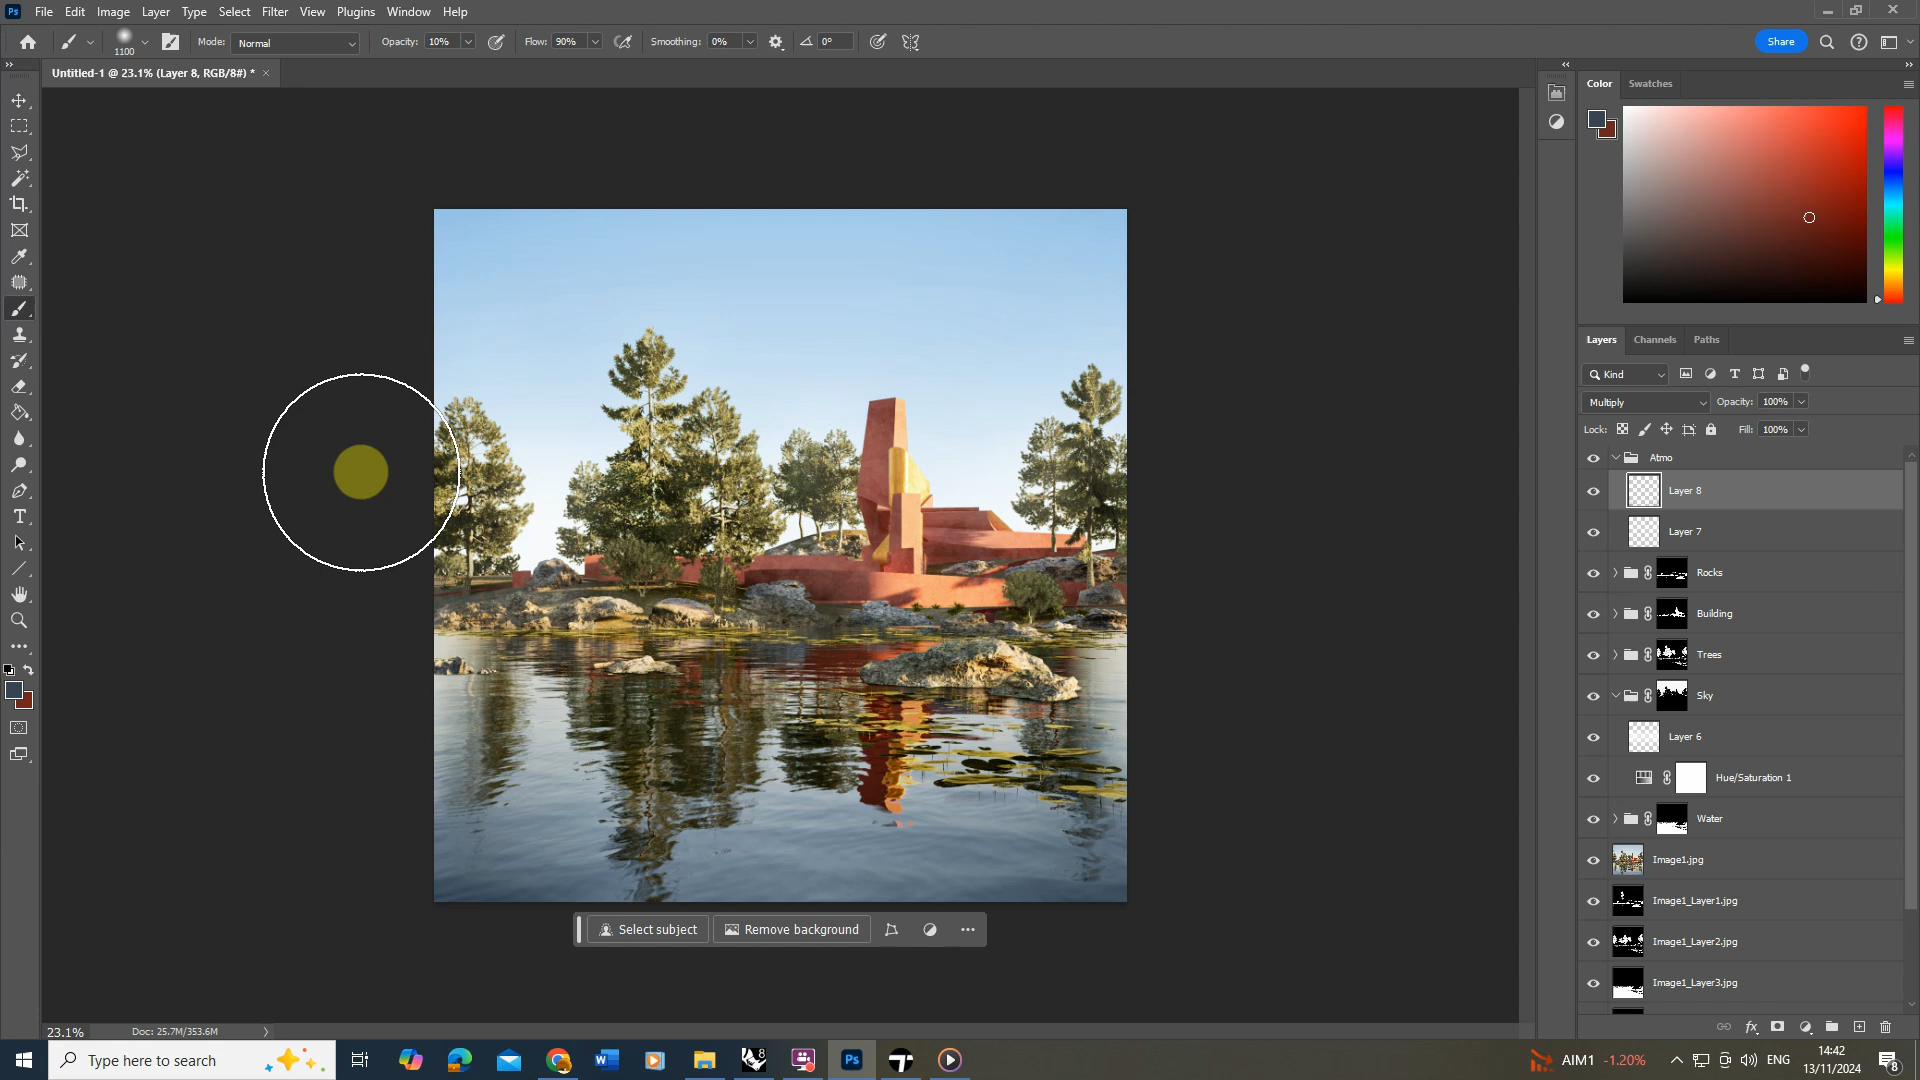 Ps File Edit Image Layer Type Select Filter View Plugins Window Help
1100 Mode: Normal Opacity: 10% Flow: 90% Smoothing: 0% 0° Share
Untitled-1 @ 23.1% (Layer 8, RGB/8#) * ×
Color Swatches
Layers Channels Paths
Kind
Multiply Opacity: 100%
Lock: Fill: 100%
Atmo
Layer 8
Layer 7
Rocks
Building
Trees
Sky
Layer 6
Hue/Saturation 1
Water
Image1.jpg
Image1_Layer1.jpg
Image1_Layer2.jpg
Image1_Layer3.jpg
Select subject Remove background
23.1% Doc: 25.7M/353.6M
Type here to search
AIM1 -1.20% ENG 14:42
13/11/2024 8